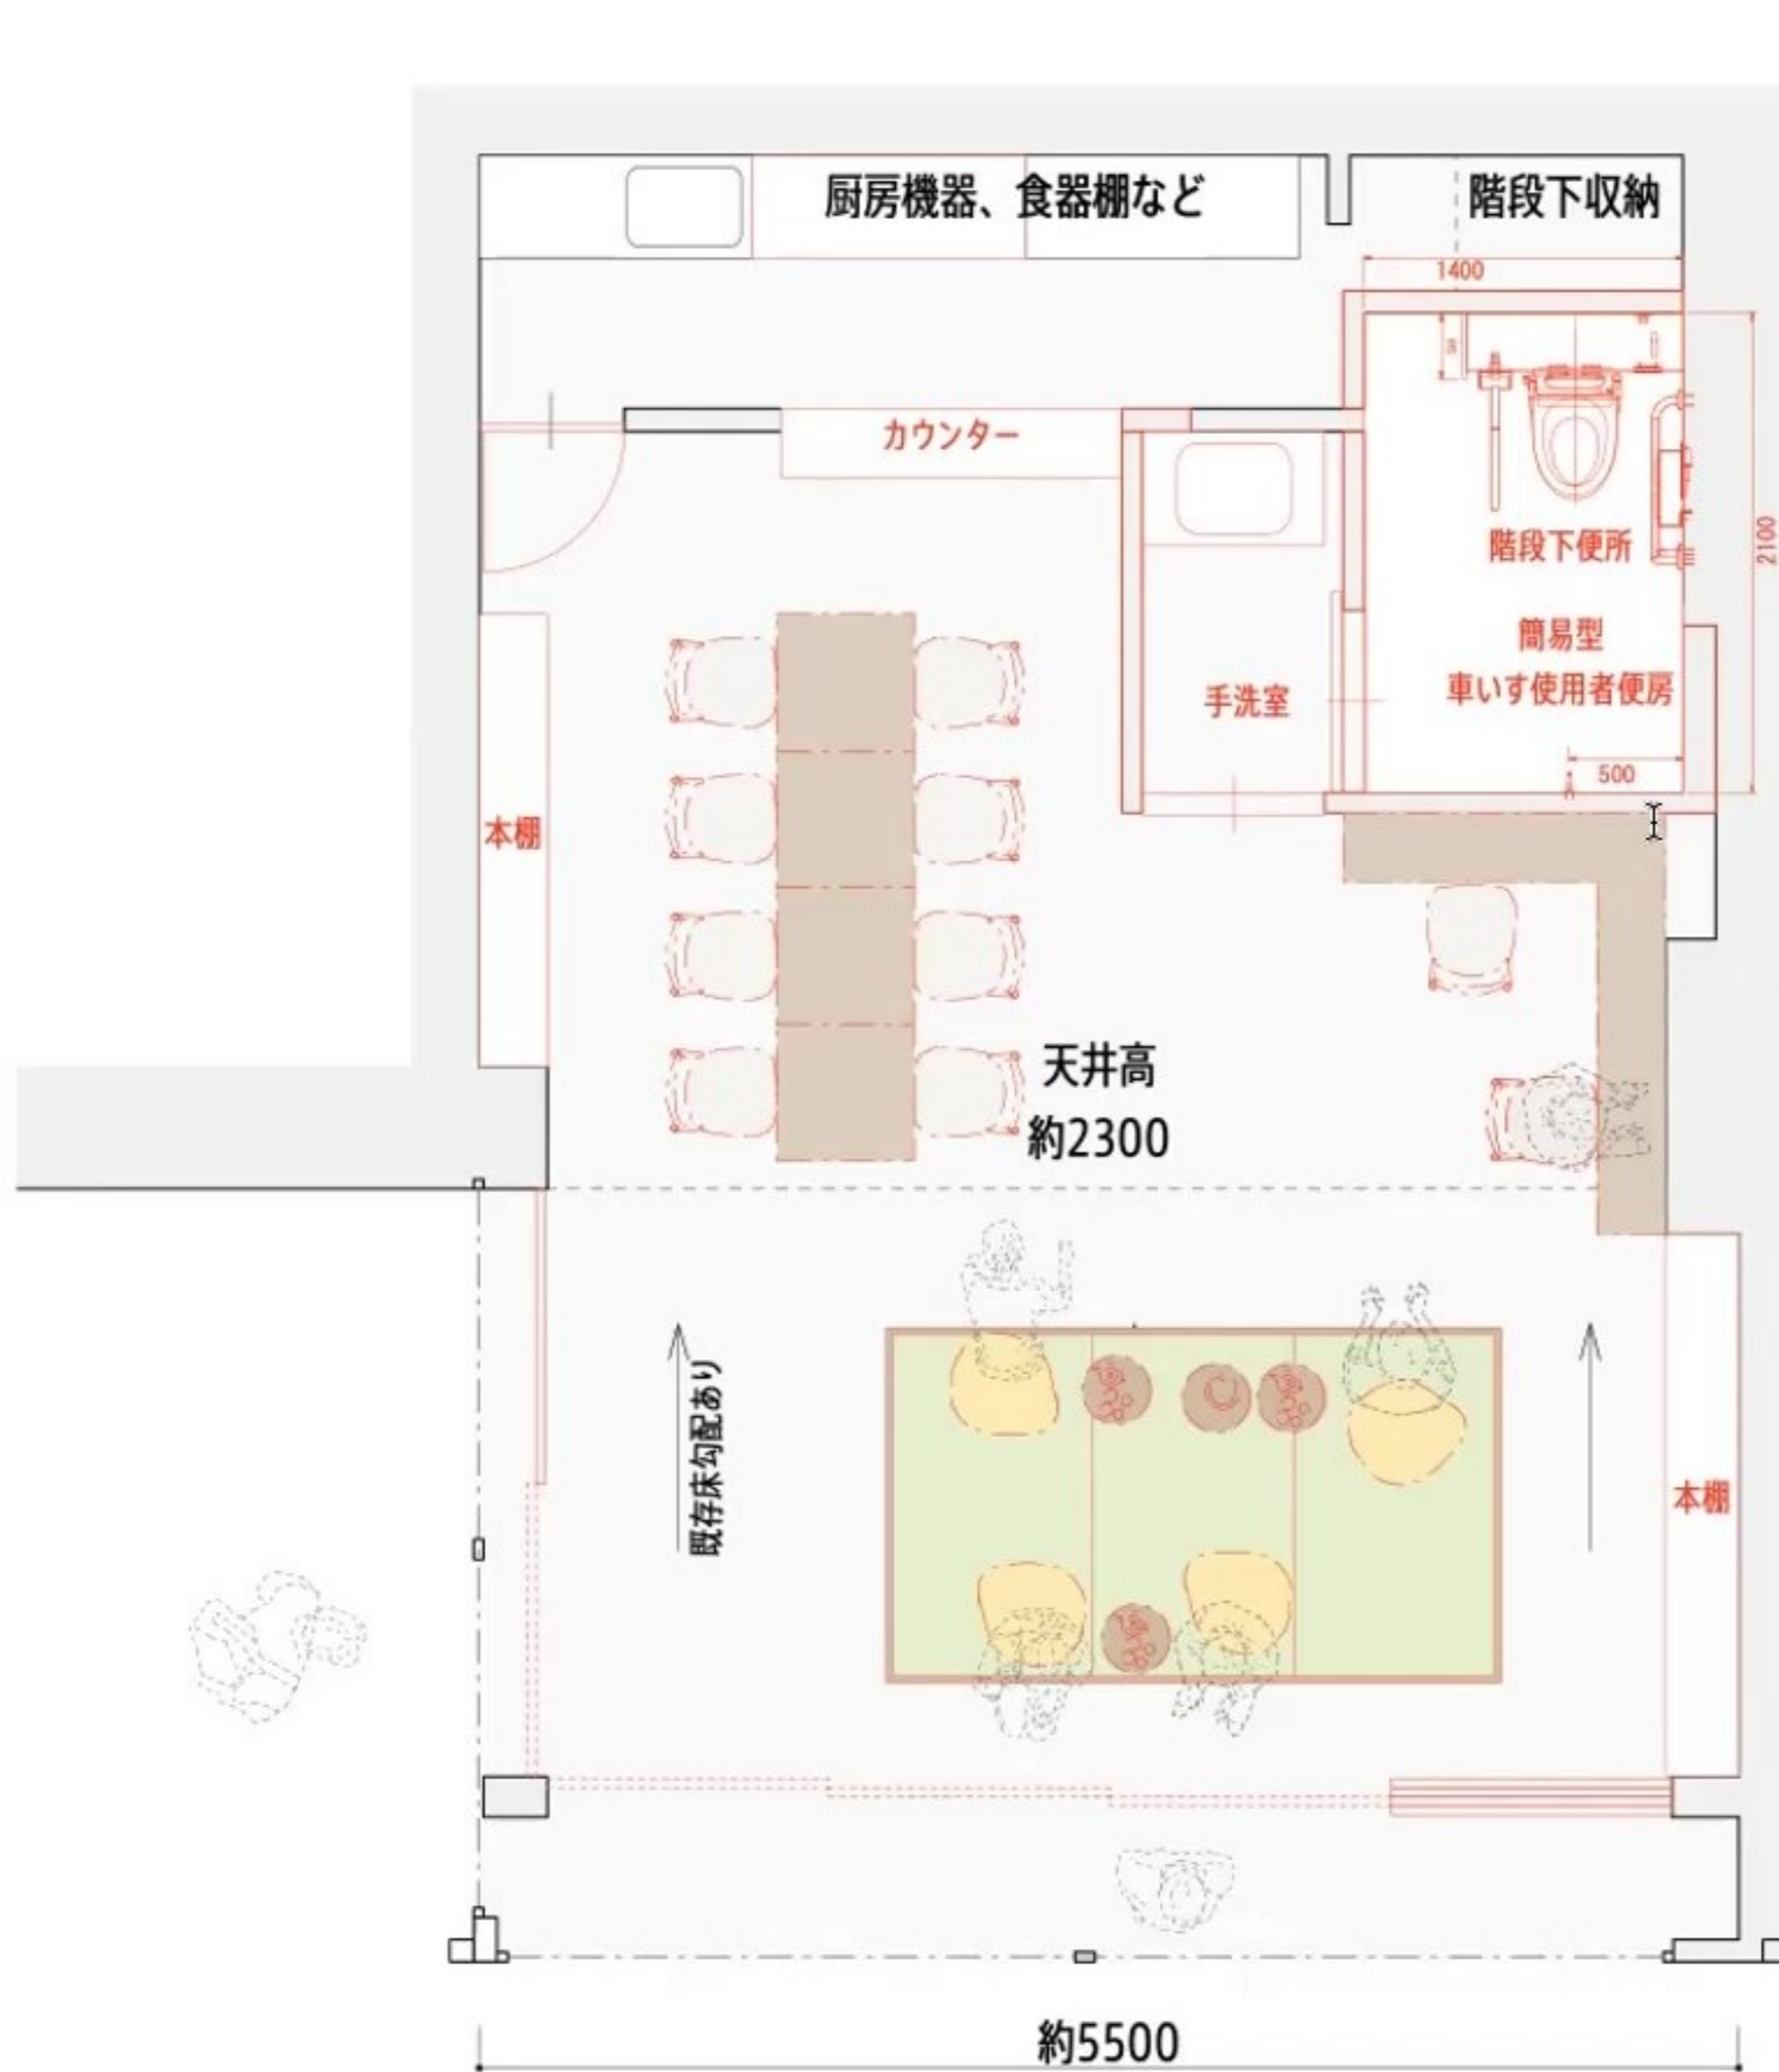 厨房機器、食器棚など
階段下収納
1400
カウンター
階段下便所
2100
簡易型
車いす使用者便房
手洗室
500
本棚
天井高
約2300
既存床勾配あり
本棚
約5500